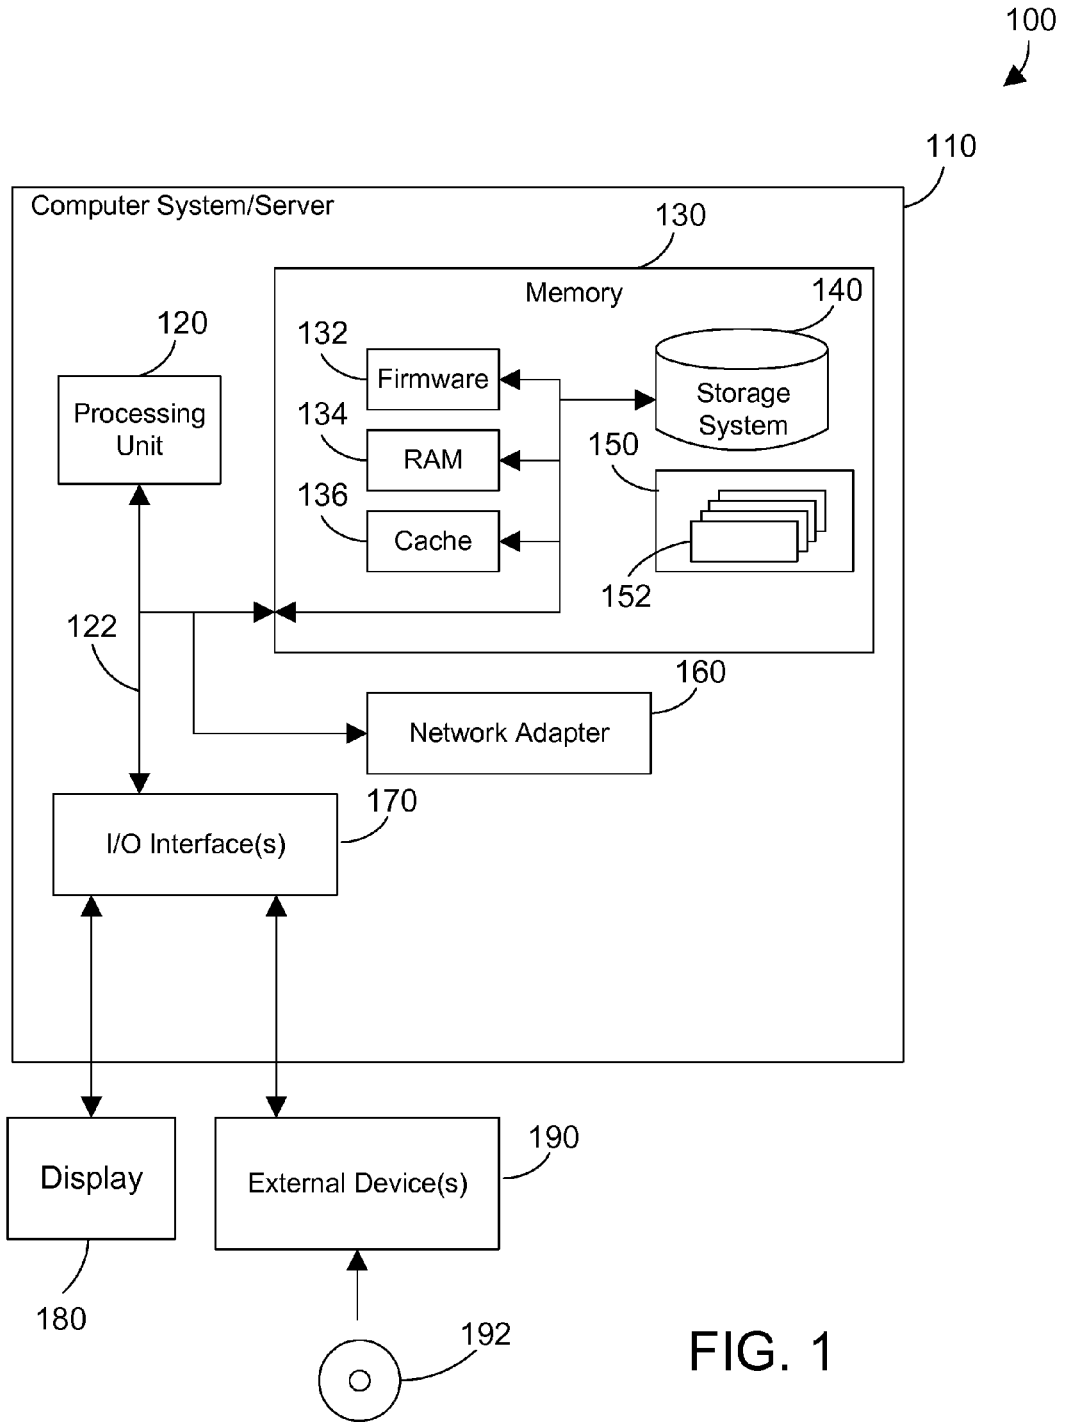 100
110
Computer System/Server
130
Memory
140
120
132
Firmware
Storage
System
Processing
Unit
134
RAM
150
136
Cache
152
122
160
Network Adapter
170
I/O Interface(s)
190
Display
External Device(s)
180
192
FIG. 1